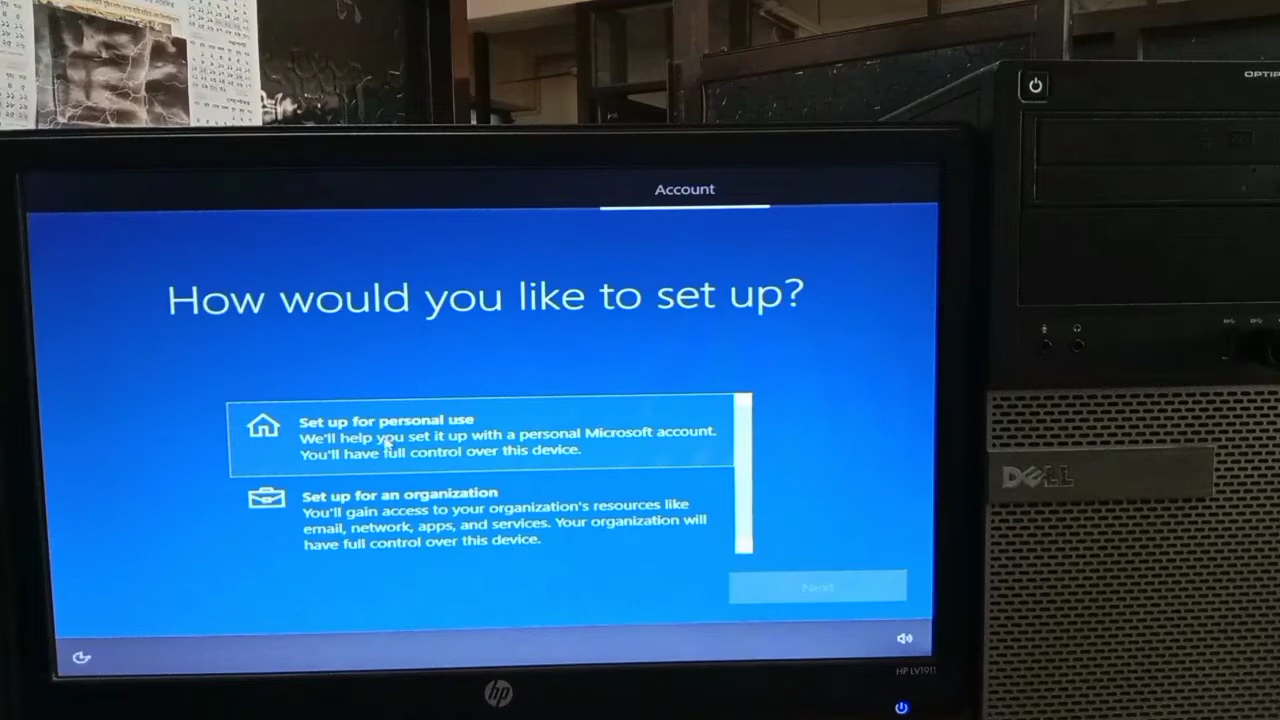 OPTIP
Account
How would you like to set up?
Set up for personal use
We'll help you set it up with a personal Microsoft account.
You'll have full control over this device.
Set up for an organization
You'll gain access to your organization's resources like
email, network, apps, and services. Your organization will
have full control over this device.
Next
DELL
HP LV1911
hp